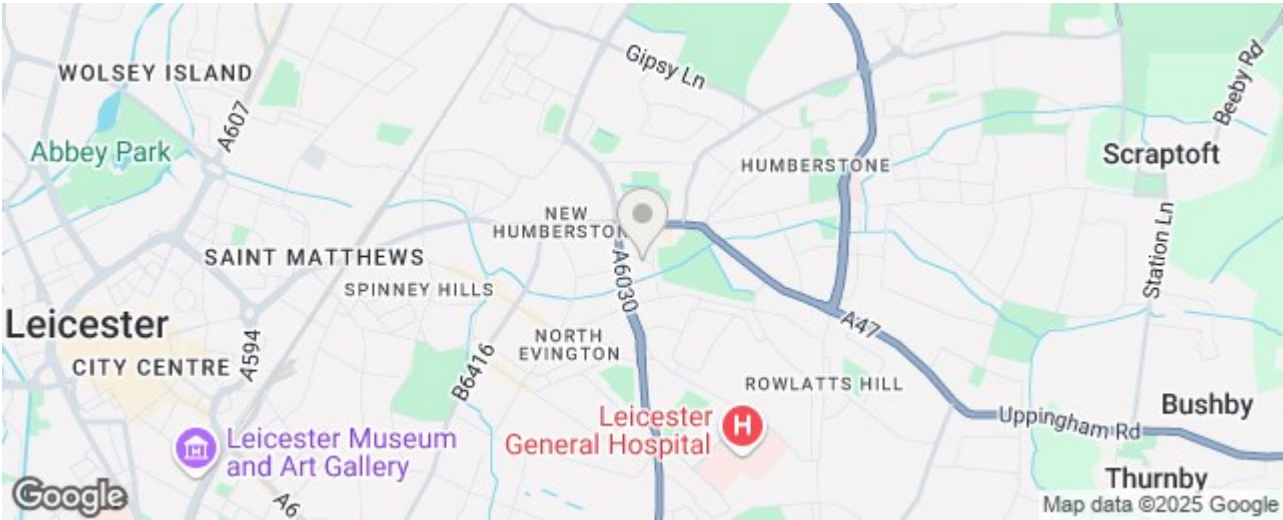 Gipsy Ln
WOLSEY ISLAND
A607
Beeby Rd
Abbey Park
HUMBERSTONE
Scraptoft
NEW
HUMBERSTON
SAINT MATTHEWS
A6030
Station Ln
SPINNEY HILLS
Leicester
NORTH
EVINGTON
A47
CITY CENTRE
A594
B6416
ROWLATTS HILL
Leicester
General Hospital
H
Uppingham Rd
Bushby
Leicester Museum
and Art Gallery
Thurnby
Google
A6
Map data ©2025 Google